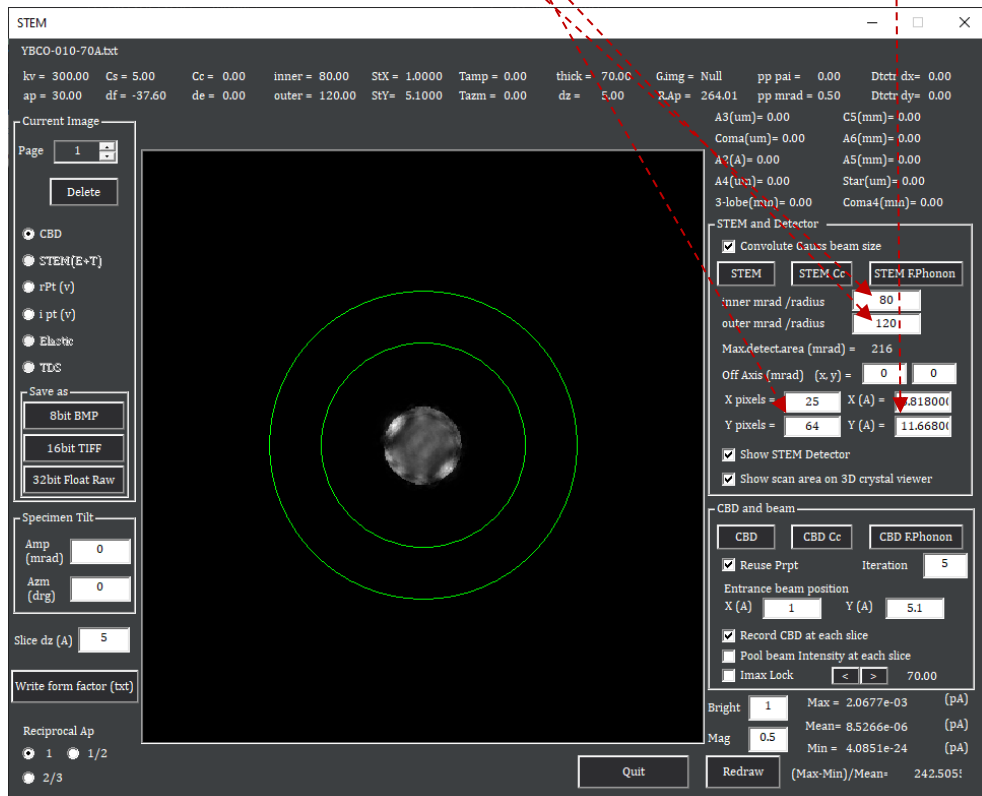 STEM
YBCO-010-70A.txt
kv = 300.00 Cs = 5.00 Cc = 0.00 inner = 80.00 StX = 1.0000 Tamp = 0.00 thick = 70.00 G.img = Null pp pai = 0.00 Dtctr dx= 0.00
ap = 30.00 df = -37.60 de = 0.00 outer = 120.00 StY= 5.1000 Tazm = 0.00 dz = 5.00 R.Ap = 264.01 pp mrad = 0.50 Dtctr dy= 0.00
A3(um)= 0.00 C5(mm)= 0.00
Coma(um)= 0.00 A6(mm)= 0.00
A2(A)= 0.00 A5(mm)= 0.00
A4(um)= 0.00 Star(um)= 0.00
3-lobe(mm)= 0.00 Coma4(mm)= 0.00
Current Image
Page 1
Delete
CBD
STEM(E+T)
rPt (v)
i pt (v)
Elastic
TDS
Save as
8bit BMP
16bit TIFF
32bit Float Raw
Specimen Tilt
Amp (mrad) 0
Azm (drg) 0
Slice dz (A) 5
Write form factor (txt)
Reciprocal Ap
1 1/2
2/3
STEM and Detector
Convolute Gauss beam size
STEM STEM Cc STEM F.Phonon
inner mrad /radius 80
outer mrad /radius 120
Max.detect.area (mrad) = 216
Off Axis (mrad) (x, y) = 0 0
X pixels = 25 X (A) = .81800
Y pixels = 64 Y (A) = 11.6680
Show STEM Detector
Show scan area on 3D crystal viewer
CBD and beam
CBD CBD Cc CBD F.Phonon
Reuse Prpt Iteration 5
Entrance beam position
X (A) 1 Y (A) 5.1
Record CBD at each slice
Pool beam Intensity at each slice
Imax Lock < > 70.00
Bright 1 Max = 2.0677e-03 (pA)
Mean= 8.5266e-06 (pA)
Mag 0.5 Min = 4.0851e-24 (pA)
Quit Redraw (Max-Min)/Mean= 242.505